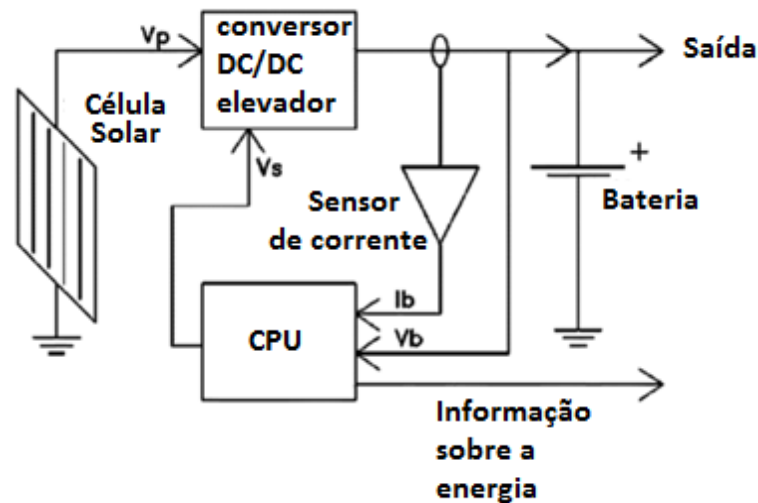 Vp
conversor
DC/DC
elevador
Saída
Célula
Solar
Vs
Sensor
de corrente
+
Bateria
Ib
CPU
Vb
Informação
sobre a
energia